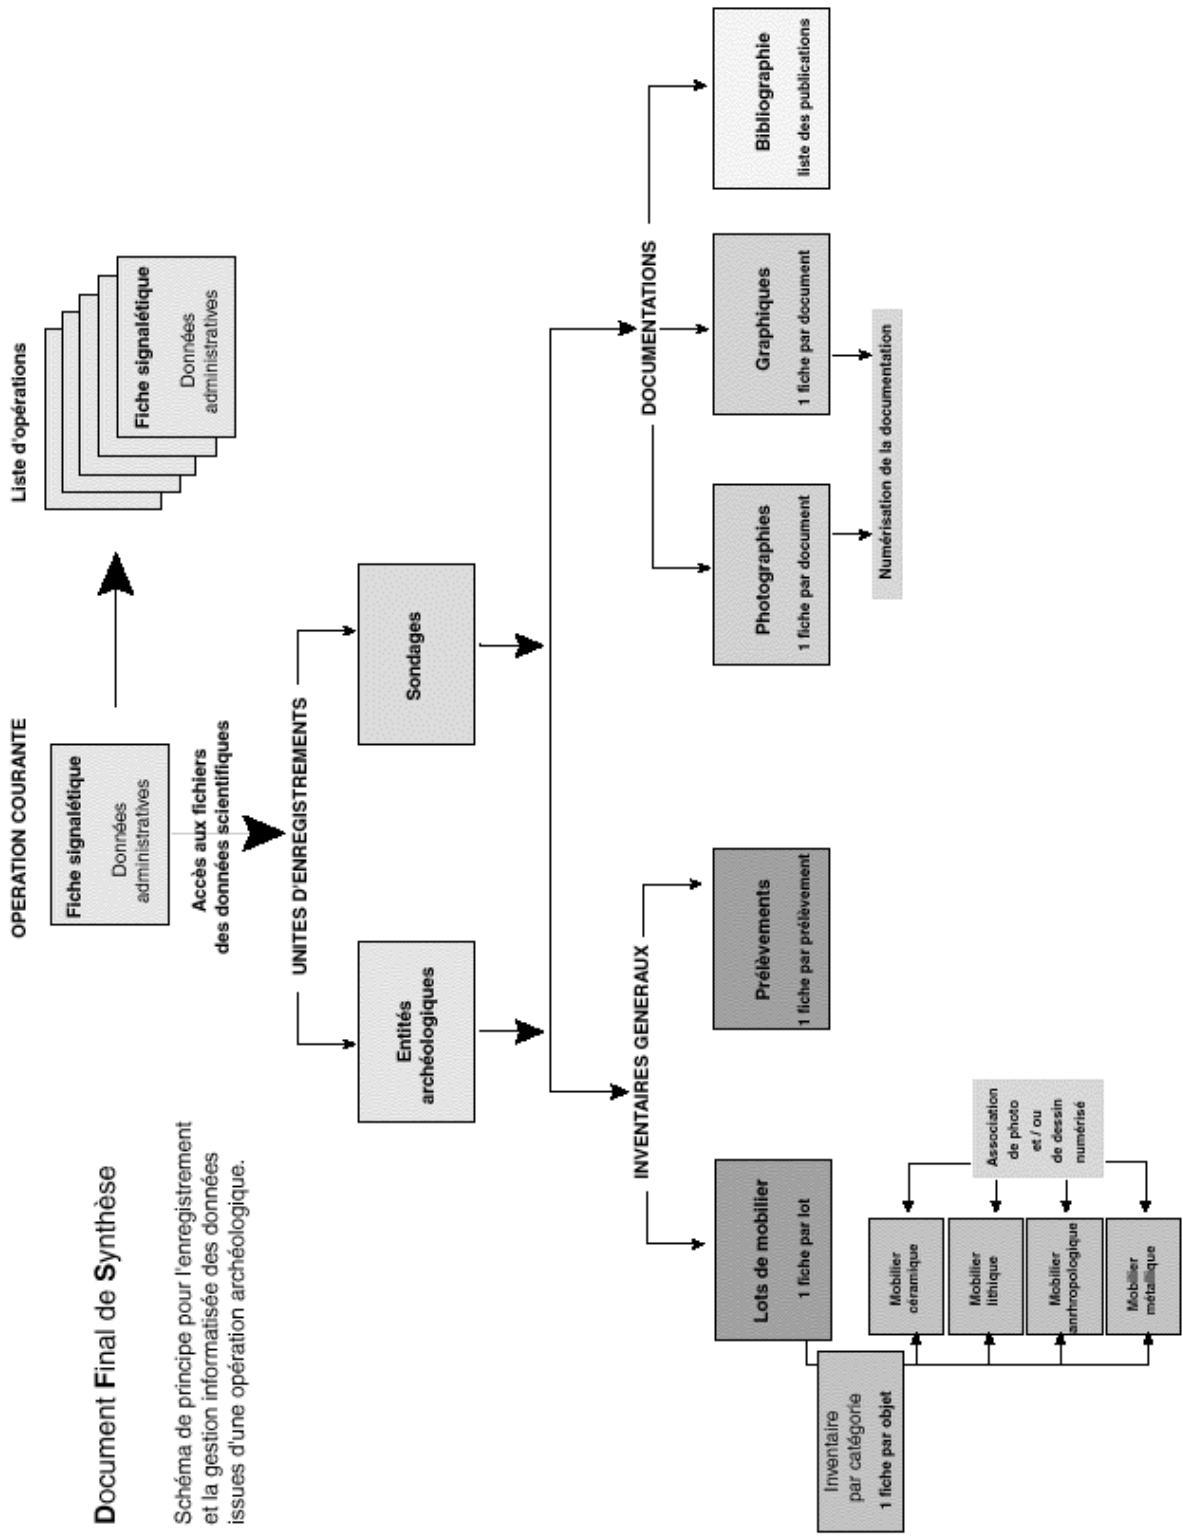 Document Final de Synthèse
Schéma de principe pour l'enregistrement
et la gestion informatisée des données
issues d'une opération archéologique.
OPERATION COURANTE
Fiche signalétique
Données
administratives
Liste d'opérations
Fiche signalétique
Données
administratives
Accès aux fichiers
des données scientifiques
UNITES D'ENREGISTREMENTS
Entités
archéologiques
Sondages
INVENTAIRES GENERAUX
DOCUMENTATIONS
Lots de mobilier
1 fiche par lot
Prélèvements
1 fiche par prélèvement
Photographies
1 fiche par document
Graphiques
1 fiche par document
Bibliographie
liste des publications
Numérisation de la documentation
Inventaire
par catégorie
1 fiche par objet
Mobilier
céramique
Mobilier
lithique
Mobilier
anrhropologique
Mobilier
métallique
Association
de photo
et / ou
de dessin
numérisé